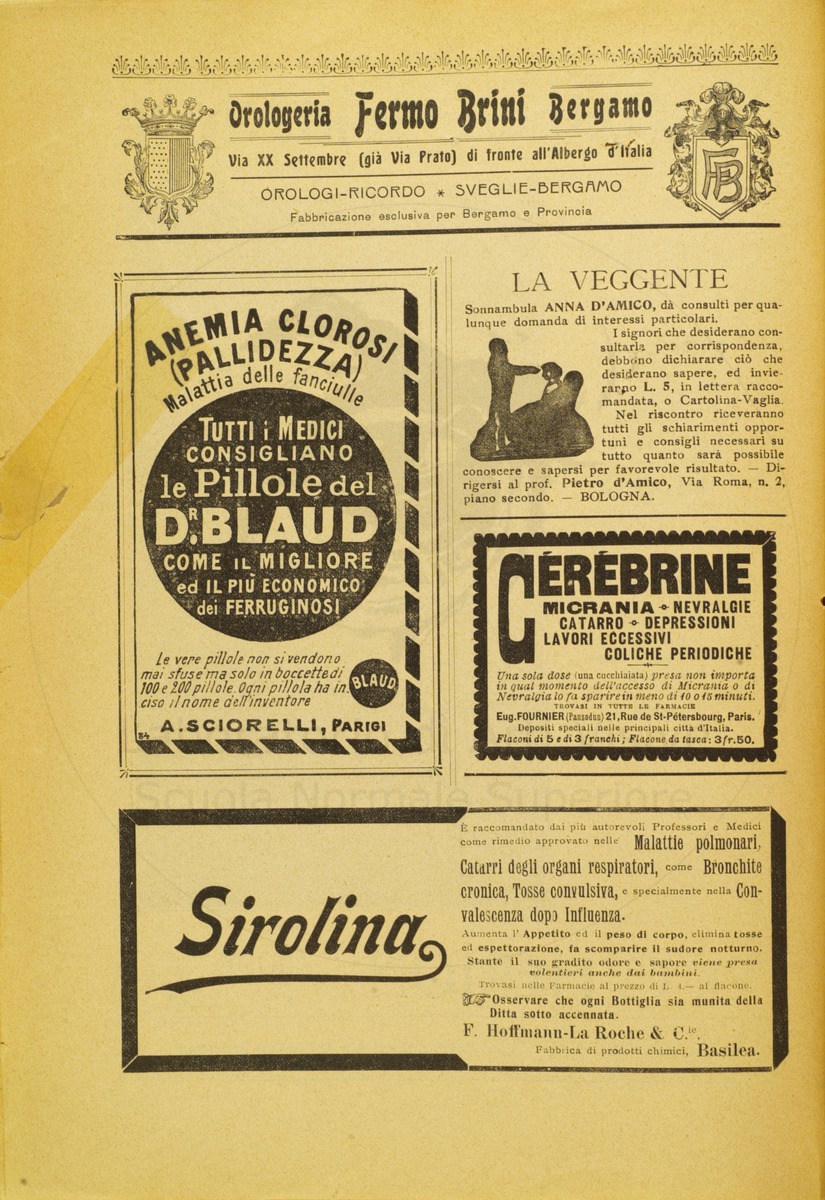 Orologeria Fermo Brini Bergamo
Via XX Settembre (già Via Prato) di fronte all'Albergo d'Italia
OROLOGI-RICORDO * SVEGLIE-BERGAMO
Fabbricazione esclusiva per Bergamo e Provincia
FB
ANEMIA CLOROSI
(PALLIDEZZA)
Malattia delle fanciulle
TUTTI i MEDICI
CONSIGLIANO
le Pillole del
DR. BLAUD
COME IL MIGLIORE
ed IL PIÙ ECONOMICO
dei FERRUGINOSI
Le vere pillole non si vendono
mai sfuse ma solo in boccette di
100 e 200 pillole. Ogni pillola ha in.
ciso il nome dell'inventore
BLAUD
A. SCIORELLI, PARIGI
84
LA VEGGENTE
Sonnambula ANNA D'AMICO, dà consulti per qua-
lunque domanda di interessi particolari.
I signori che desiderano con-
sultarla per corrispondenza,
debbono dichiarare ciò che
desiderano sapere, ed invie-
ranno L. 5, in lettera racco-
mandata, o Cartolina-Vaglia.
Nel riscontro riceveranno
tutti gli schiarimenti oppor-
tuni e consigli necessari su
tutto quanto sarà possibile
conoscere e sapersi per favorevole risultato. — Di-
rigersi al prof. Pietro d'Amico, Via Roma, n. 2,
piano secondo. — BOLOGNA.
CÉRÉBRINE
MICRANIA - NEVRALGIE
CATARRO - DEPRESSIONI
LAVORI ECCESSIVI
COLICHE PERIODICHE
Una sola dose (una cucchiaiata) presa non importa
in qual momento dell'accesso di Micrania o di
Nevralgia lo fa sparire in meno di 10 o 15 minuti.
TROVASI IN TUTTE LE FARMACIE
Eug. FOURNIER (Pausodun) 21, Rue de St-Pétersbourg, Paris.
Depositi speciali nelle principali città d'Italia.
Flaconi di 5 e di 3 franchi; Flacone da tasca: 3 fr. 50.
Scuola Normale Superiore
Sirolina
È raccomandato dai più autorevoli Professori e Medici
come rimedio approvato nelle Malattie polmonari,
Catarri degli organi respiratori, come Bronchite
cronica, Tosse convulsiva, e specialmente nella Con-
valescenza dopo Influenza.
Aumenta l'Appetito ed il peso di corpo, elimina tosse
ed espettorazione, fa scomparire il sudore notturno.
Stante il suo gradito odore e sapore viene presa
volentieri anche dai bambini.
Trovasi nelle Farmacie al prezzo di L. 4.— al flacone.
Osservare che ogni Bottiglia sia munita della
Ditta sotto accennata.
F. Hoffmann-La Roche & C.ie,
Fabbrica di prodotti chimici, Basilea.